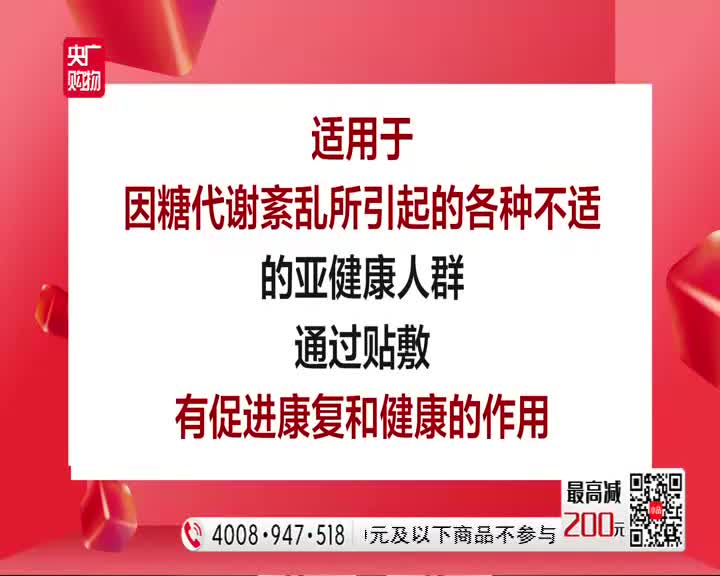 央广
购物
适用于
因糖代谢紊乱所引起的各种不适
的亚健康人群
通过贴敷
有促进康复和健康的作用
最高减
200元
4008·947·518
元及以下商品不参与